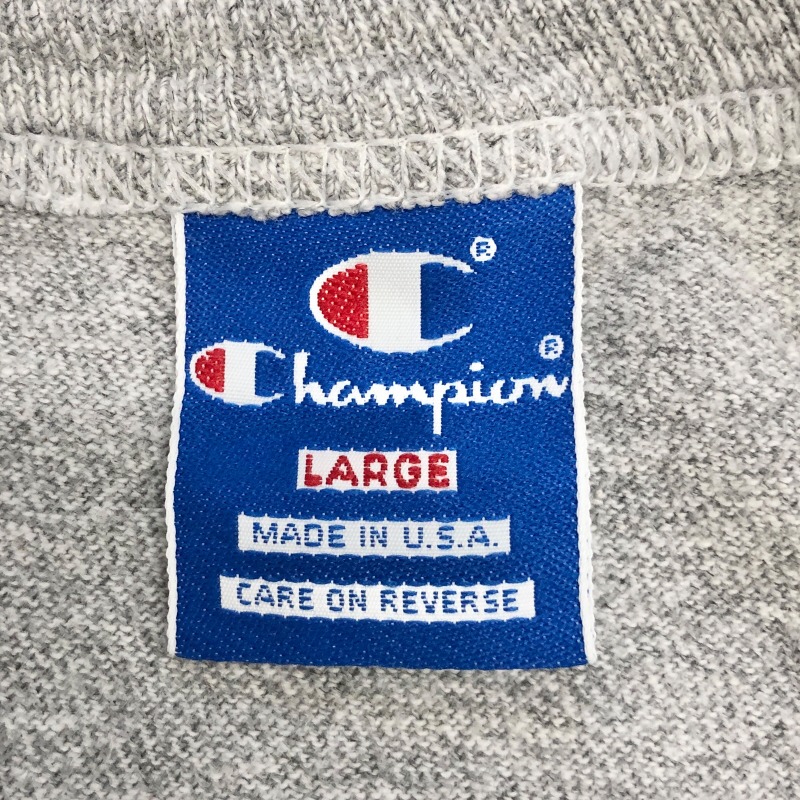 ®
Champion®
LARGE
MADE IN U.S.A.
CARE ON REVERSE